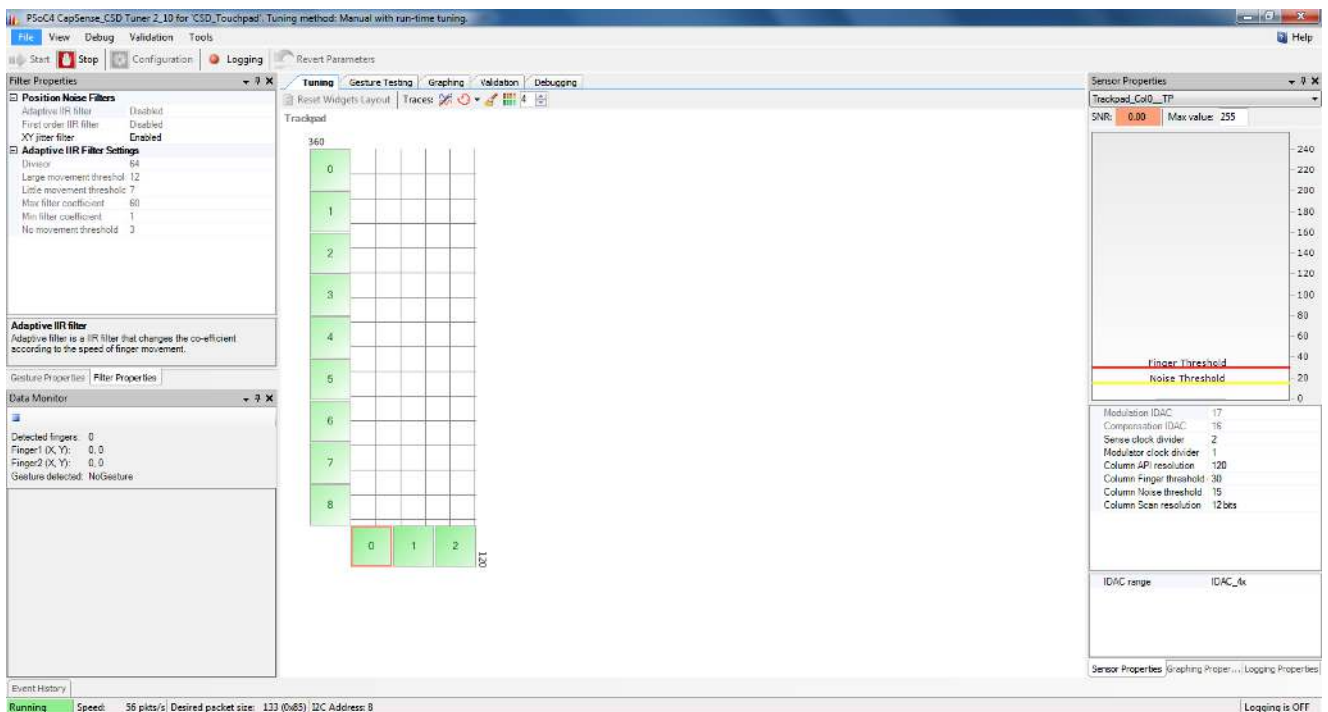 PSoC4 CapSense_CSD Tuner 2_10 for 'CSD_Touchpad'. Tuning method: Manual with run-time tuning.
File View Debug Validation Tools Help
Start Stop Configuration Logging Revert Parameters
Filter Properties
Position Noise Filters
Adaptive IIR filter Disabled
First order IIR filter Disabled
XY jitter filter Enabled
Adaptive IIR Filter Settings
Divisor 64
Large movement threshol 12
Little movement thresholc 7
Max filter coefficient 60
Min filter coefficient 1
No movement threshold 3
Adaptive IIR filter
Adaptive filter is a IIR filter that changes the co-efficient
according to the speed of finger movement.
Gesture Properties Filter Properties
Data Monitor
Detected fingers: 0
Finger1 (X, Y): 0, 0
Finger2 (X, Y): 0, 0
Gesture detected: NoGesture
Tuning Gesture Testing Graphing Validation Debugging
Reset Widgets Layout Traces: 4
Trackpad
360
0
1
2
3
4
5
6
7
8
0 1 2
120
Sensor Properties
Trackpad_Col0__TP
SNR: 0.00 Max value: 255
240
220
200
180
160
140
120
100
80
60
40
Finger Threshold
Noise Threshold
20
0
Modulation IDAC 17
Compensation IDAC 16
Sense clock divider 2
Modulator clock divider 1
Column API resolution 120
Column Finger threshold 30
Column Noise threshold 15
Column Scan resolution 12 bits
IDAC range IDAC_4x
Sensor Properties Graphing Proper... Logging Properties
Event History
Running Speed: 56 pkts/s Desired packet size: 133 (0x85) I2C Address: 8 Logging is OFF